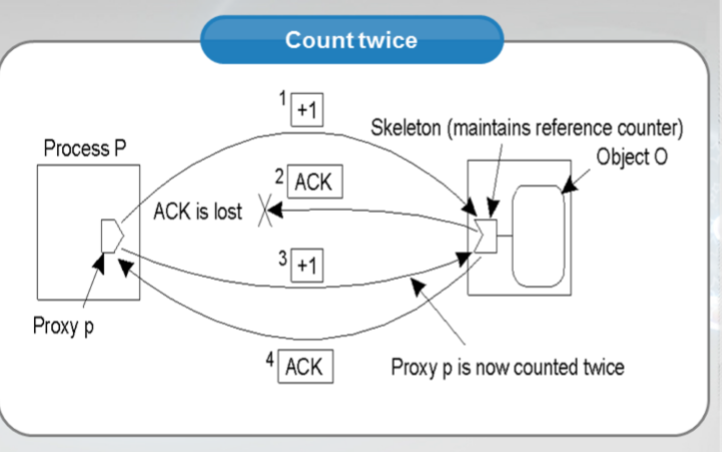 Count twice
1 +1
Skeleton (maintains reference counter)
Process P
Object O
2 ACK
ACK is lost
3 +1
Proxy p
4 ACK
Proxy p is now counted twice